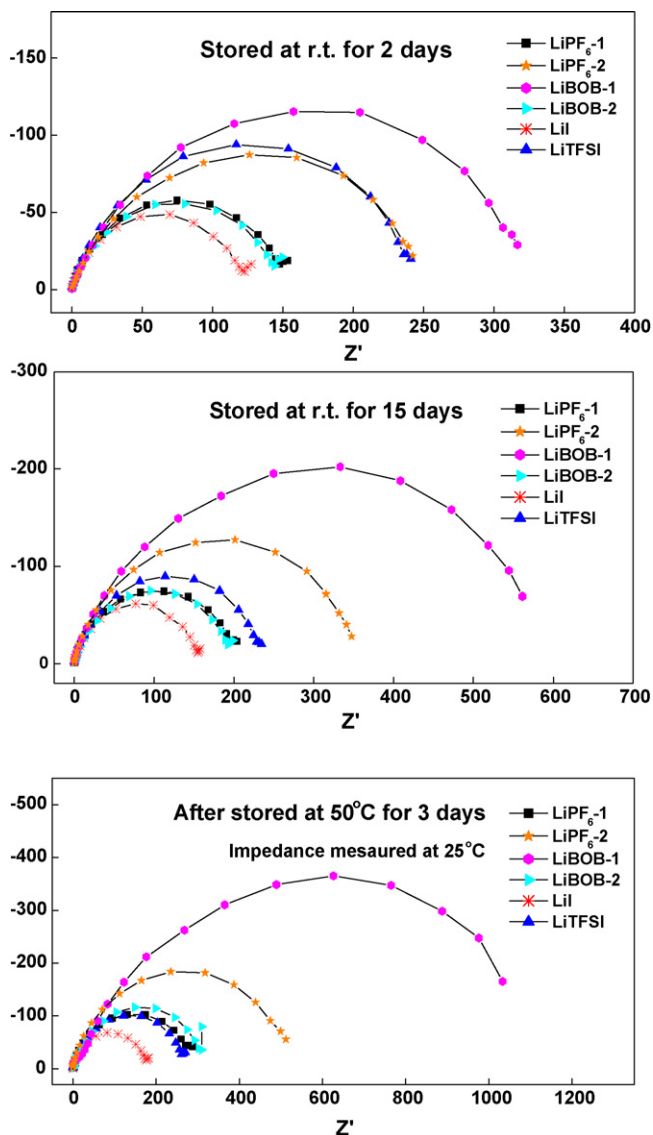 Stored at r.t. for 2 days
LiPF6-1
LiPF6-2
LiBOB-1
LiBOB-2
LiI
LiTFSI
-150
-100
-50
0
0 50 100 150 200 250 300 350 400
Z'
-300
Stored at r.t. for 15 days
LiPF6-1
LiPF6-2
LiBOB-1
LiBOB-2
LiI
LiTFSI
-200
-100
0
0 100 200 300 400 500 600 700
Z'
-500
After stored at 50°C for 3 days
Impedance mesaured at 25°C
LiPF6-1
LiPF6-2
LiBOB-1
LiBOB-2
LiI
LiTFSI
-400
-300
-200
-100
0
0 200 400 600 800 1000 1200
Z'